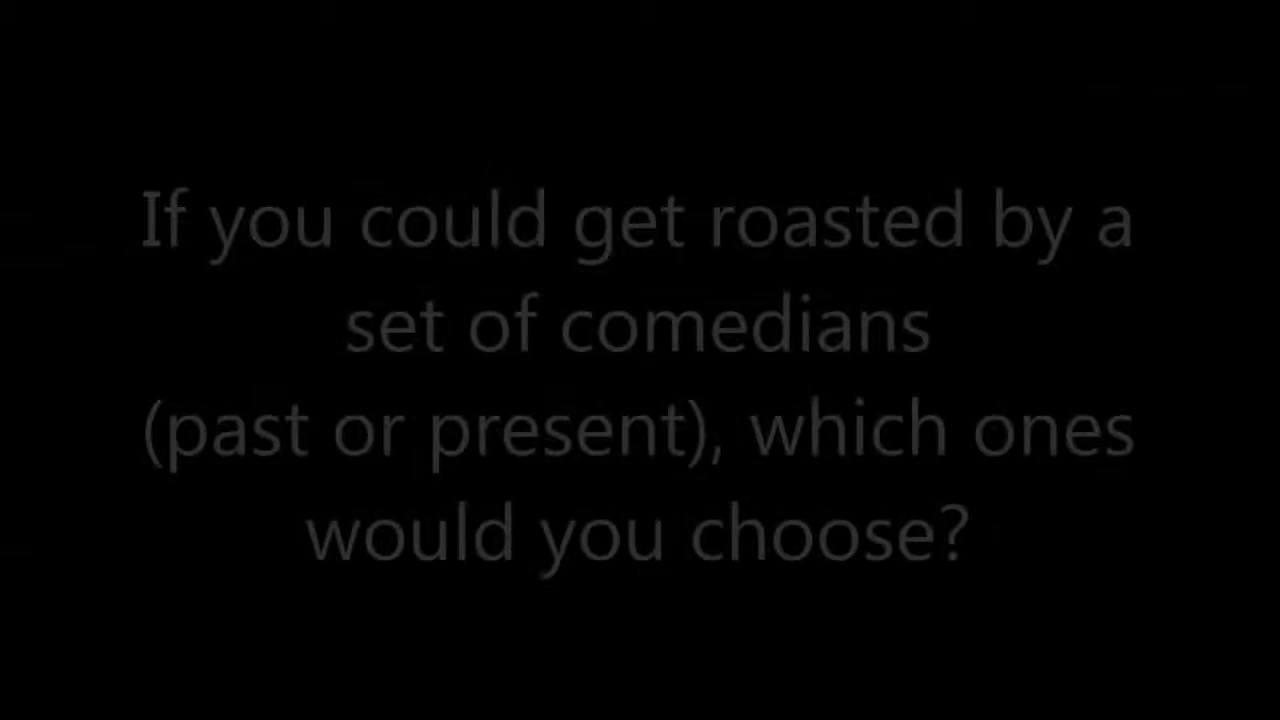 If you could get roasted by a
set of comedians
(past or present), which ones
would you choose?